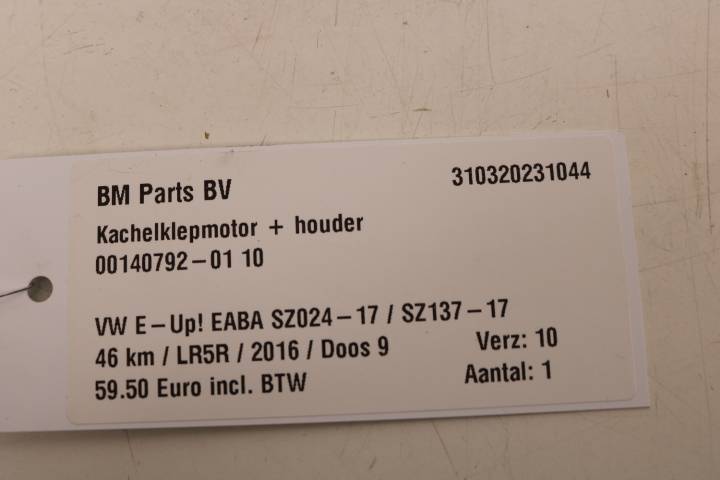 BM Parts BV 310320231044
Kachelklepmotor + houder
00140792-01 10
VW E-Up! EABA SZ024-17 / SZ137-17
46 km / LR5R / 2016 / Doos 9 Verz: 10
59.50 Euro incl. BTW Aantal: 1